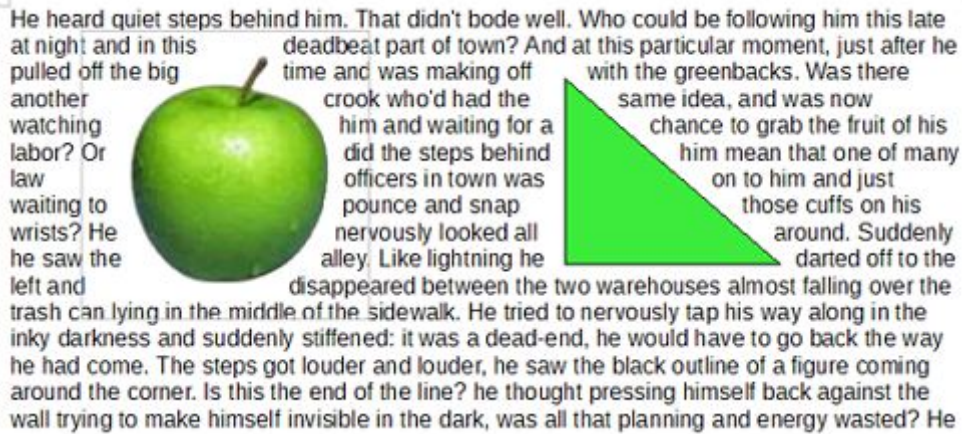 He heard quiet steps behind him. That didn't bode well. Who could be following him this late
at night and in this deadbeat part of town? And at this particular moment, just after he
pulled off the big time and was making off with the greenbacks. Was there
another crook who'd had the same idea, and was now
watching him and waiting for a chance to grab the fruit of his
labor? Or did the steps behind him mean that one of many
law officers in town was on to him and just
waiting to pounce and snap those cuffs on his
wrists? He nervously looked all around. Suddenly
he saw the alley. Like lightning he darted off to the
left and disappeared between the two warehouses almost falling over the
trash can lying in the middle of the sidewalk. He tried to nervously tap his way along in the
inky darkness and suddenly stiffened: it was a dead-end, he would have to go back the way
he had come. The steps got louder and louder, he saw the black outline of a figure coming
around the corner. Is this the end of the line? he thought pressing himself back against the
wall trying to make himself invisible in the dark, was all that planning and energy wasted? He